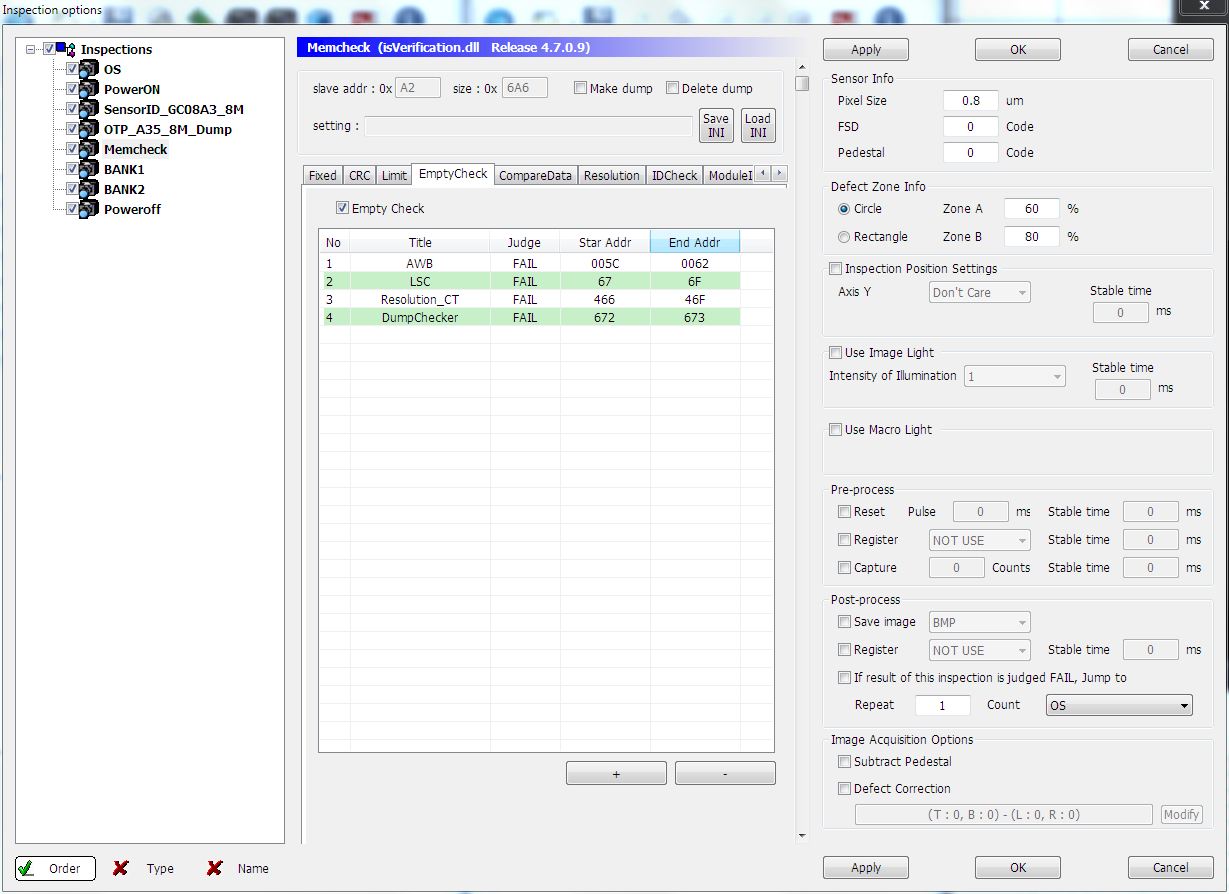 Inspection options
X
Inspections
OS
PowerON
SensorID_GC08A3_8M
OTP_A35_8M_Dump
Memcheck
BANK1
BANK2
Poweroff
Order
Type
Name
Memcheck (isVerification.dll Release 4.7.0.9)
slave addr : 0x A2 size : 0x 6A6 Make dump Delete dump
setting :
Save INI
Load INI
Fixed CRC Limit EmptyCheck CompareData Resolution IDCheck ModuleI
Empty Check
No Title Judge Star Addr End Addr
1 AWB FAIL 005C 0062
2 LSC FAIL 67 6F
3 Resolution_CT FAIL 466 46F
4 DumpChecker FAIL 672 673
+ -
Apply OK Cancel
Sensor Info
Pixel Size 0.8 um
FSD 0 Code
Pedestal 0 Code
Defect Zone Info
Circle Zone A 60 %
Rectangle Zone B 80 %
Inspection Position Settings
Axis Y Don't Care Stable time
0 ms
Use Image Light
Intensity of Illumination 1 Stable time
0 ms
Use Macro Light
Pre-process
Reset Pulse 0 ms Stable time 0 ms
Register NOT USE Stable time 0 ms
Capture 0 Counts Stable time 0 ms
Post-process
Save image BMP
Register NOT USE Stable time 0 ms
If result of this inspection is judged FAIL, Jump to
Repeat 1 Count OS
Image Acquisition Options
Subtract Pedestal
Defect Correction
(T : 0, B : 0) - (L : 0, R : 0) Modify
Apply OK Cancel